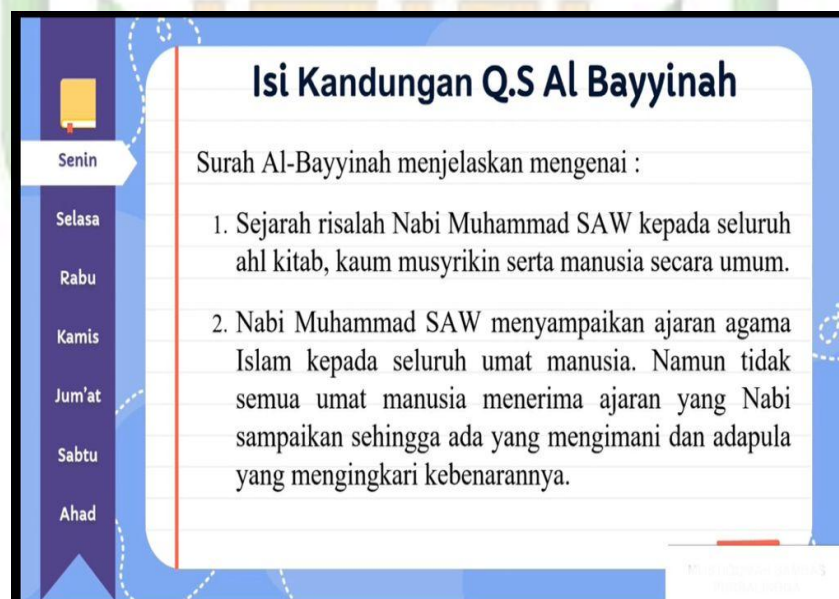 Isi Kandungan Q.S Al Bayyinah
Senin
Selasa
Rabu
Kamis
Jum'at
Sabtu
Ahad
Surah Al-Bayyinah menjelaskan mengenai :
1. Sejarah risalah Nabi Muhammad SAW kepada seluruh
ahl kitab, kaum musyrikin serta manusia secara umum.
2. Nabi Muhammad SAW menyampaikan ajaran agama
Islam kepada seluruh umat manusia. Namun tidak
semua umat manusia menerima ajaran yang Nabi
sampaikan sehingga ada yang mengimani dan adapula
yang mengingkari kebenarannya.